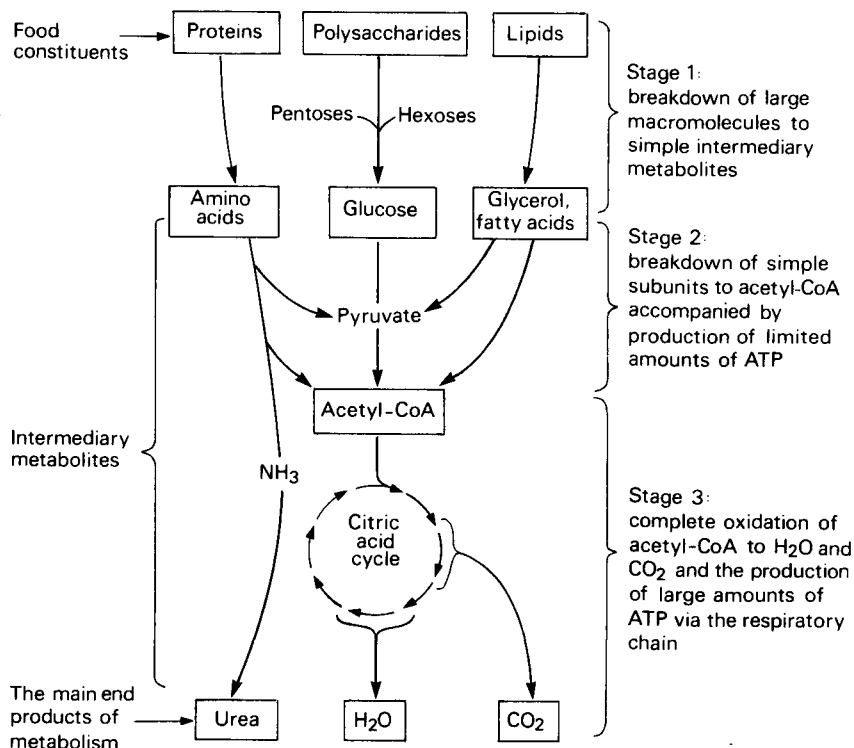 Food
constituents
Proteins
Polysaccharides
Lipids
Pentoses
Hexoses
Stage 1:
breakdown of large
macromolecules to
simple intermediary
metabolites
Amino
acids
Glucose
Glycerol,
fatty acids
Stage 2:
breakdown of simple
subunits to acetyl-CoA
accompanied by
production of limited
amounts of ATP
Pyruvate
Acetyl-CoA
Intermediary
metabolites
NH3
Citric
acid
cycle
Stage 3:
complete oxidation of
acetyl-CoA to H2O and
CO2 and the production
of large amounts of
ATP via the respiratory
chain
The main end
products of
metabolism
Urea
H2O
CO2